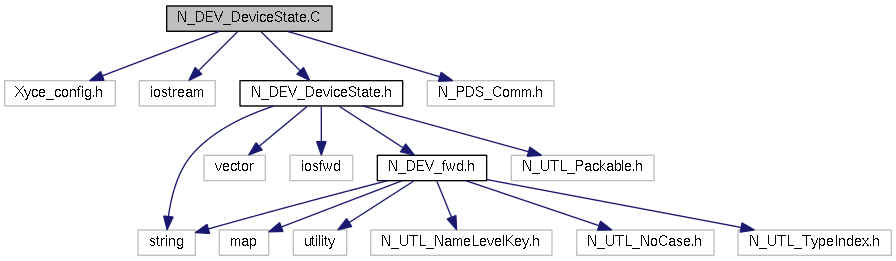 N_DEV_DeviceState.C
Xyce_config.h
iostream
N_DEV_DeviceState.h
N_PDS_Comm.h
vector
iosfwd
N_DEV_fwd.h
N_UTL_Packable.h
string
map
utility
N_UTL_NameLevelKey.h
N_UTL_NoCase.h
N_UTL_TypeIndex.h